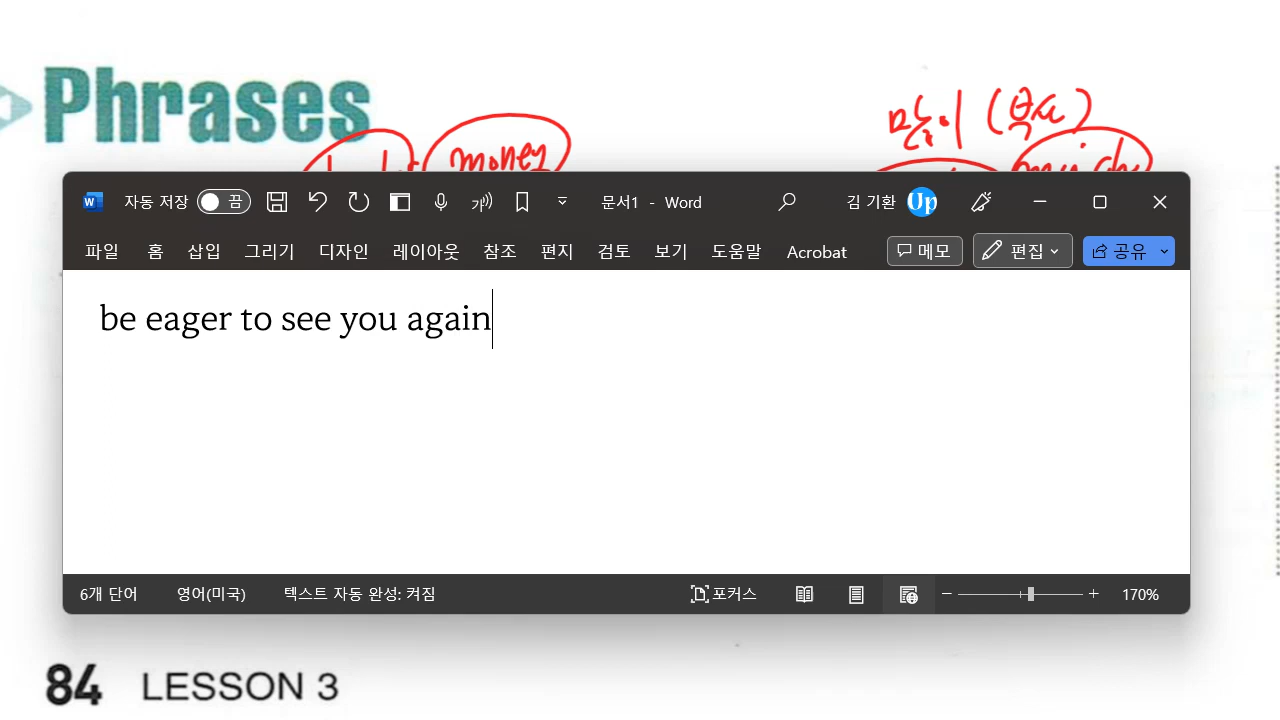 Phrases
많이 (복수)
money
much
자동 저장 끔 가 문서1 - Word 김 기환 Up
파일 홈 삽입 그리기 디자인 레이아웃 참조 편지 검토 보기 도움말 Acrobat 메모 편집 공유
be eager to see you again
6개 단어 영어(미국) 텍스트 자동 완성: 켜짐 포커스 170%
84 LESSON 3